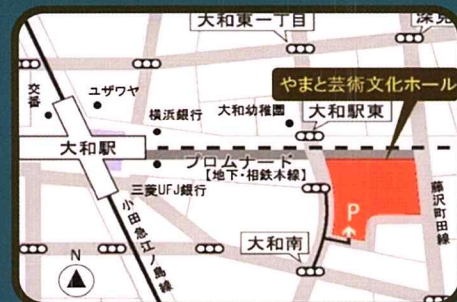 大和東一丁目
やまと芸術文化ホール
交番
ユザワヤ
横浜銀行
大和幼稚園
大和駅東
大和駅
プロムナード
【地下・相鉄本線】
三菱UFJ銀行
小田急江ノ島線
藤沢町田線
大和南
P
N